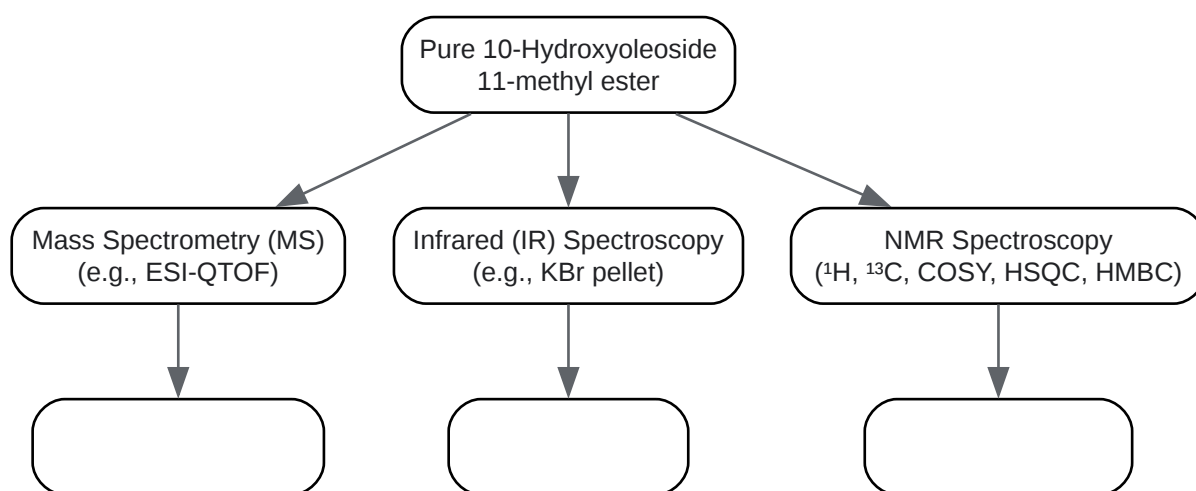 Pure 10-Hydroxyoleoside
11-methyl ester
Mass Spectrometry (MS)
(e.g., ESI-QTOF)
Infrared (IR) Spectroscopy
(e.g., KBr pellet)
NMR Spectroscopy
(¹H, ¹³C, COSY, HSQC, HMBC)